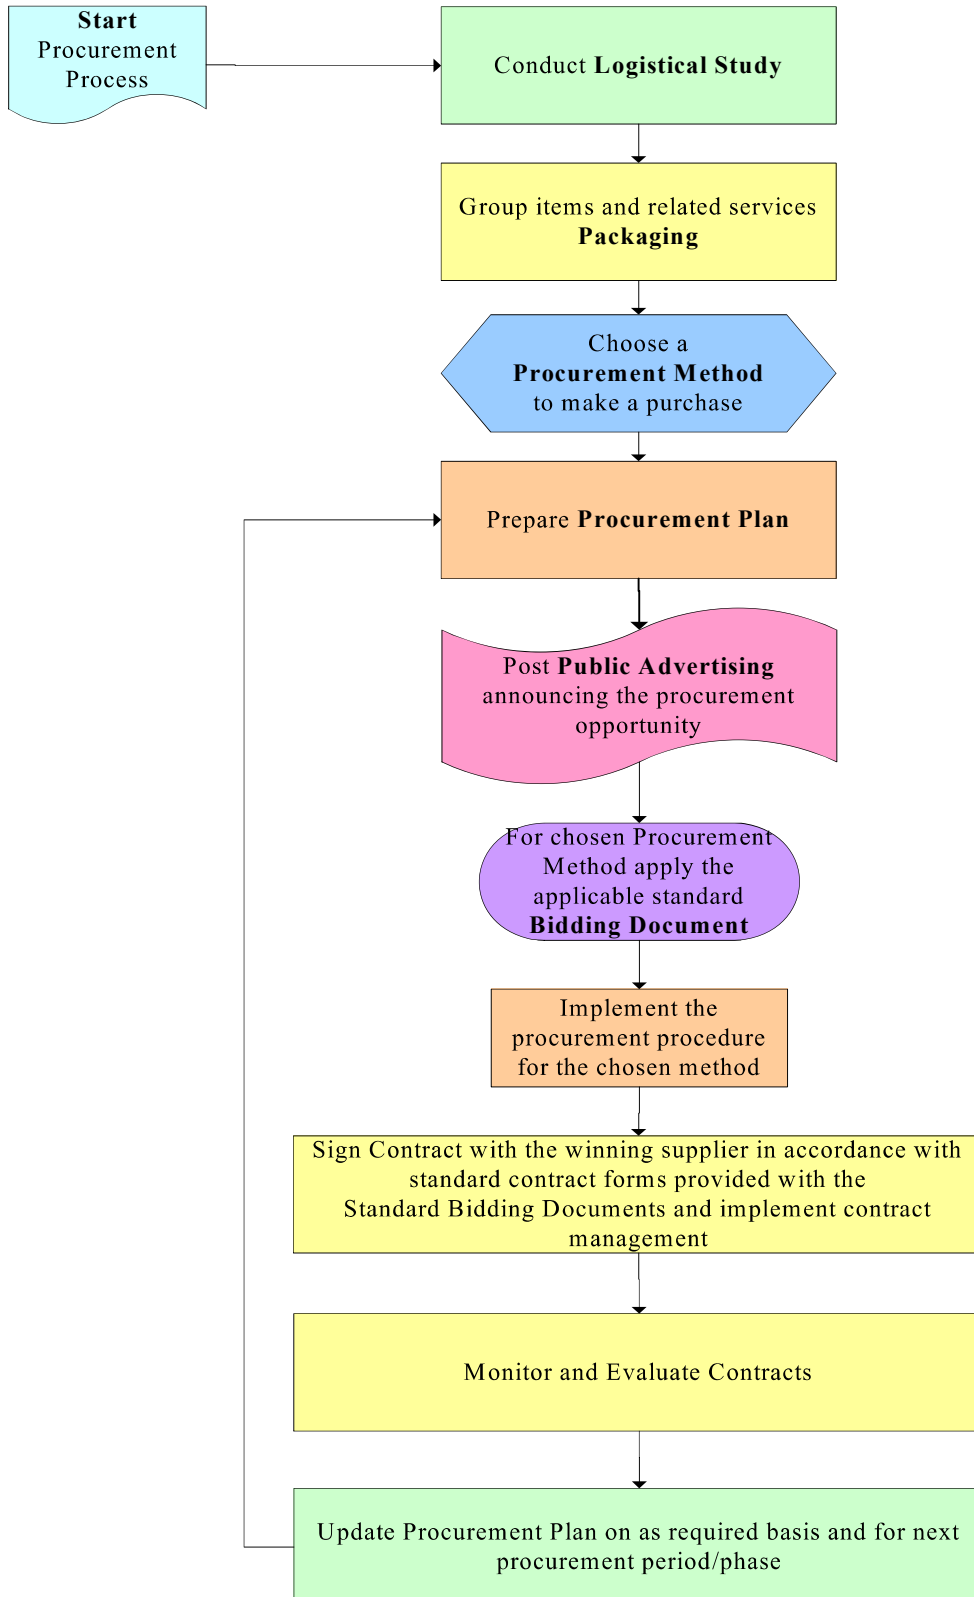 Start
Procurement
Process
Conduct Logistical Study
Group items and related services
Packaging
Choose a
Procurement Method
to make a purchase
Prepare Procurement Plan
Post Public Advertising
announcing the procurement
opportunity
For chosen Procurement
Method apply the
applicable standard
Bidding Document
Implement the
procurement procedure
for the chosen method
Sign Contract with the winning supplier in accordance with
standard contract forms provided with the
Standard Bidding Documents and implement contract
management
Monitor and Evaluate Contracts
Update Procurement Plan on as required basis and for next
procurement period/phase